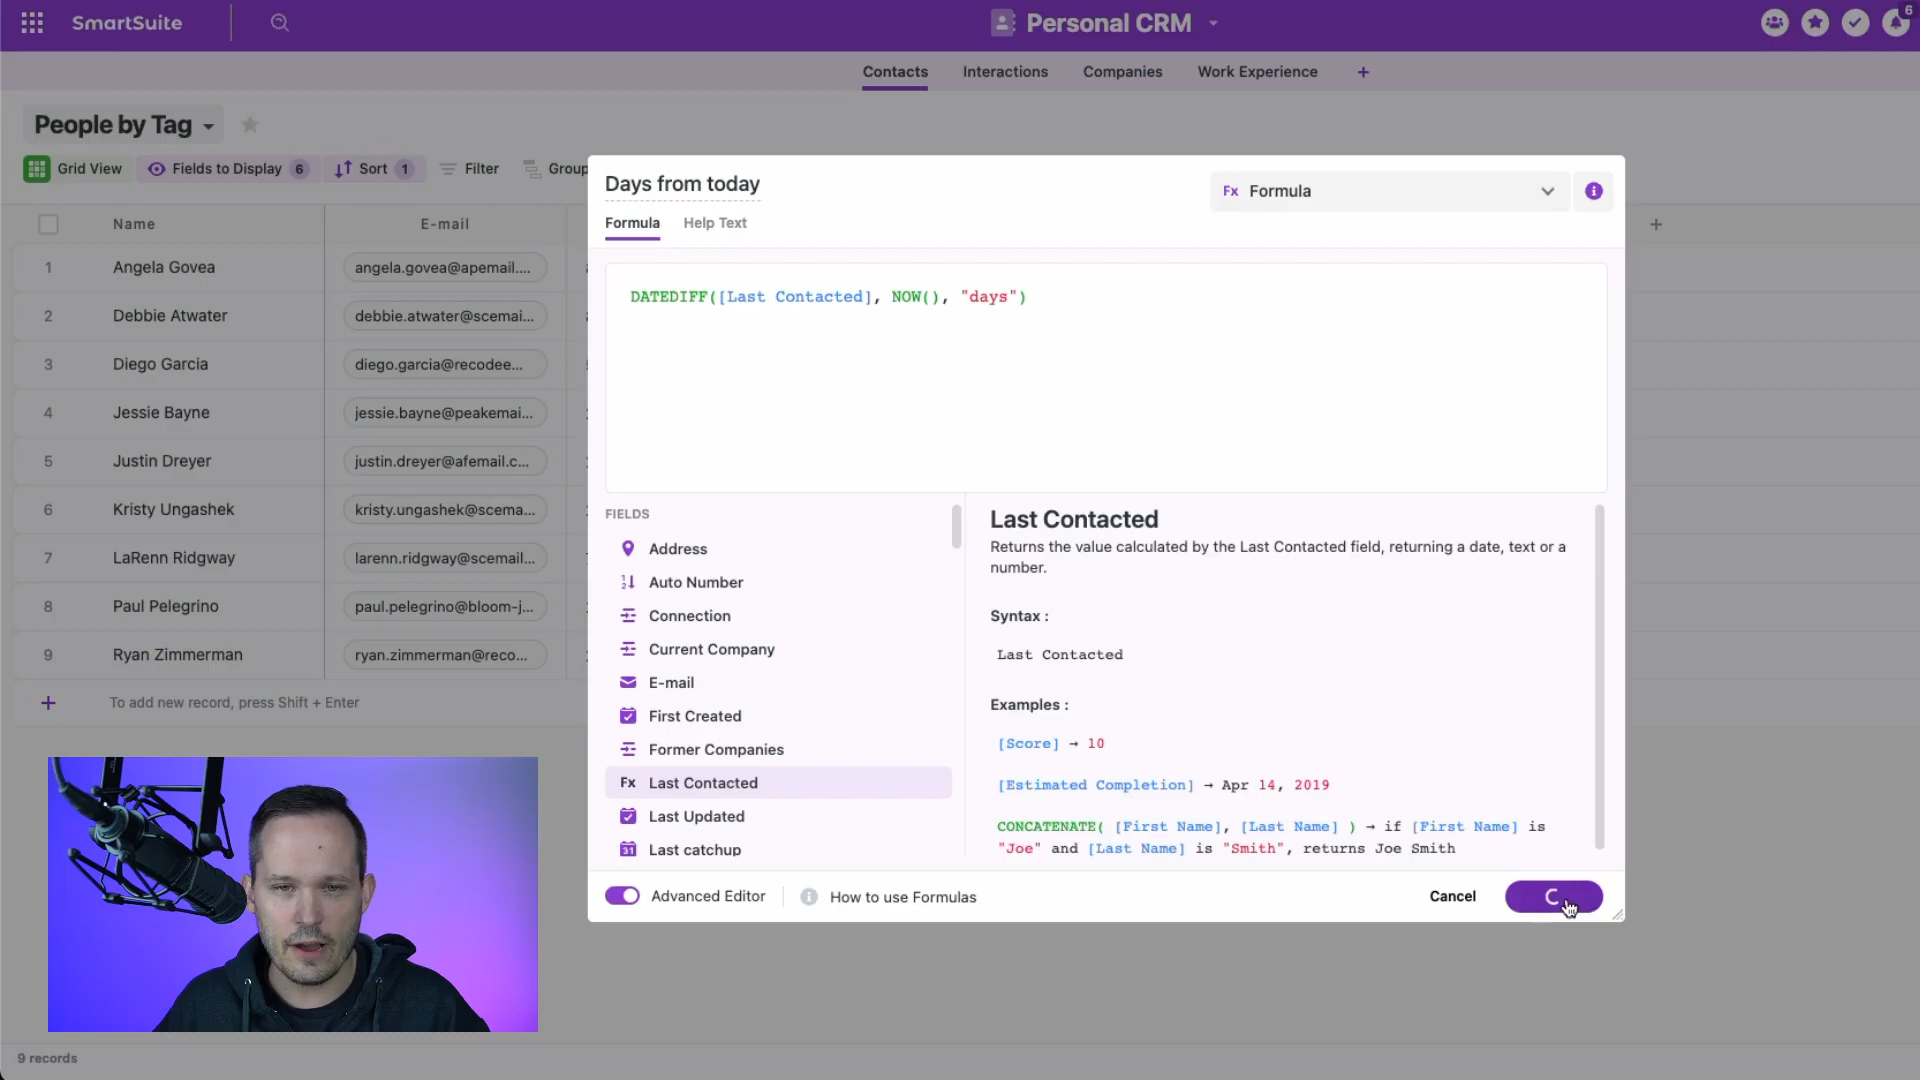 SmartSuite
Personal CRM
6
Contacts
Interactions
Companies
Work Experience
+
People by Tag
Grid View
Fields to Display 6
Sort 1
Filter
Group
Name
E-mail
+
1 Angela Govea angela.govea@apemail....
2 Debbie Atwater debbie.atwater@scemai...
3 Diego Garcia diego.garcia@recodee...
4 Jessie Bayne jessie.bayne@peakemai...
5 Justin Dreyer justin.dreyer@afemail.c...
6 Kristy Ungashek kristy.ungashek@scema...
7 LaRenn Ridgway larenn.ridgway@scemail...
8 Paul Pelegrino paul.pelegrino@bloom-j...
9 Ryan Zimmerman ryan.zimmerman@reco...
+ To add new record, press Shift + Enter
9 records
Days from today
Fx Formula
Formula
Help Text
DATEDIFF([Last Contacted], NOW(), "days")
FIELDS
Address
Auto Number
Connection
Current Company
E-mail
First Created
Former Companies
Fx Last Contacted
Last Updated
31 Last catchup
Last Contacted
Returns the value calculated by the Last Contacted field, returning a date, text or a
number.
Syntax :
Last Contacted
Examples :
[Score] → 10
[Estimated Completion] → Apr 14, 2019
CONCATENATE( [First Name], [Last Name] ) → if [First Name] is
"Joe" and [Last Name] is "Smith", returns Joe Smith
Advanced Editor
How to use Formulas
Cancel